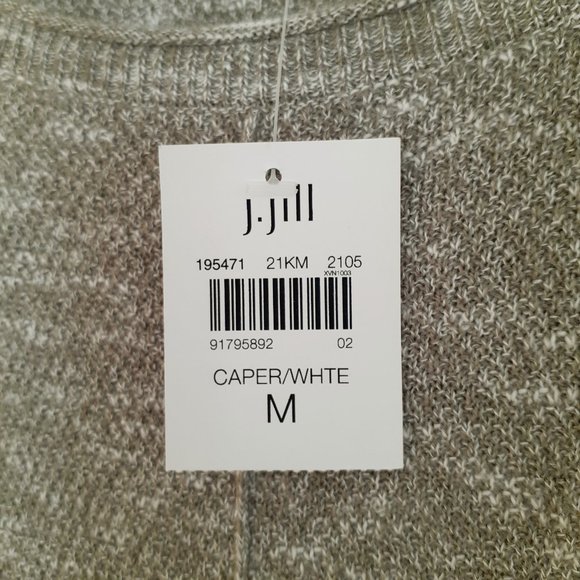 J.Jill
195471 21KM 2105
XVN1003
91795892 02
CAPER/WHTE
M